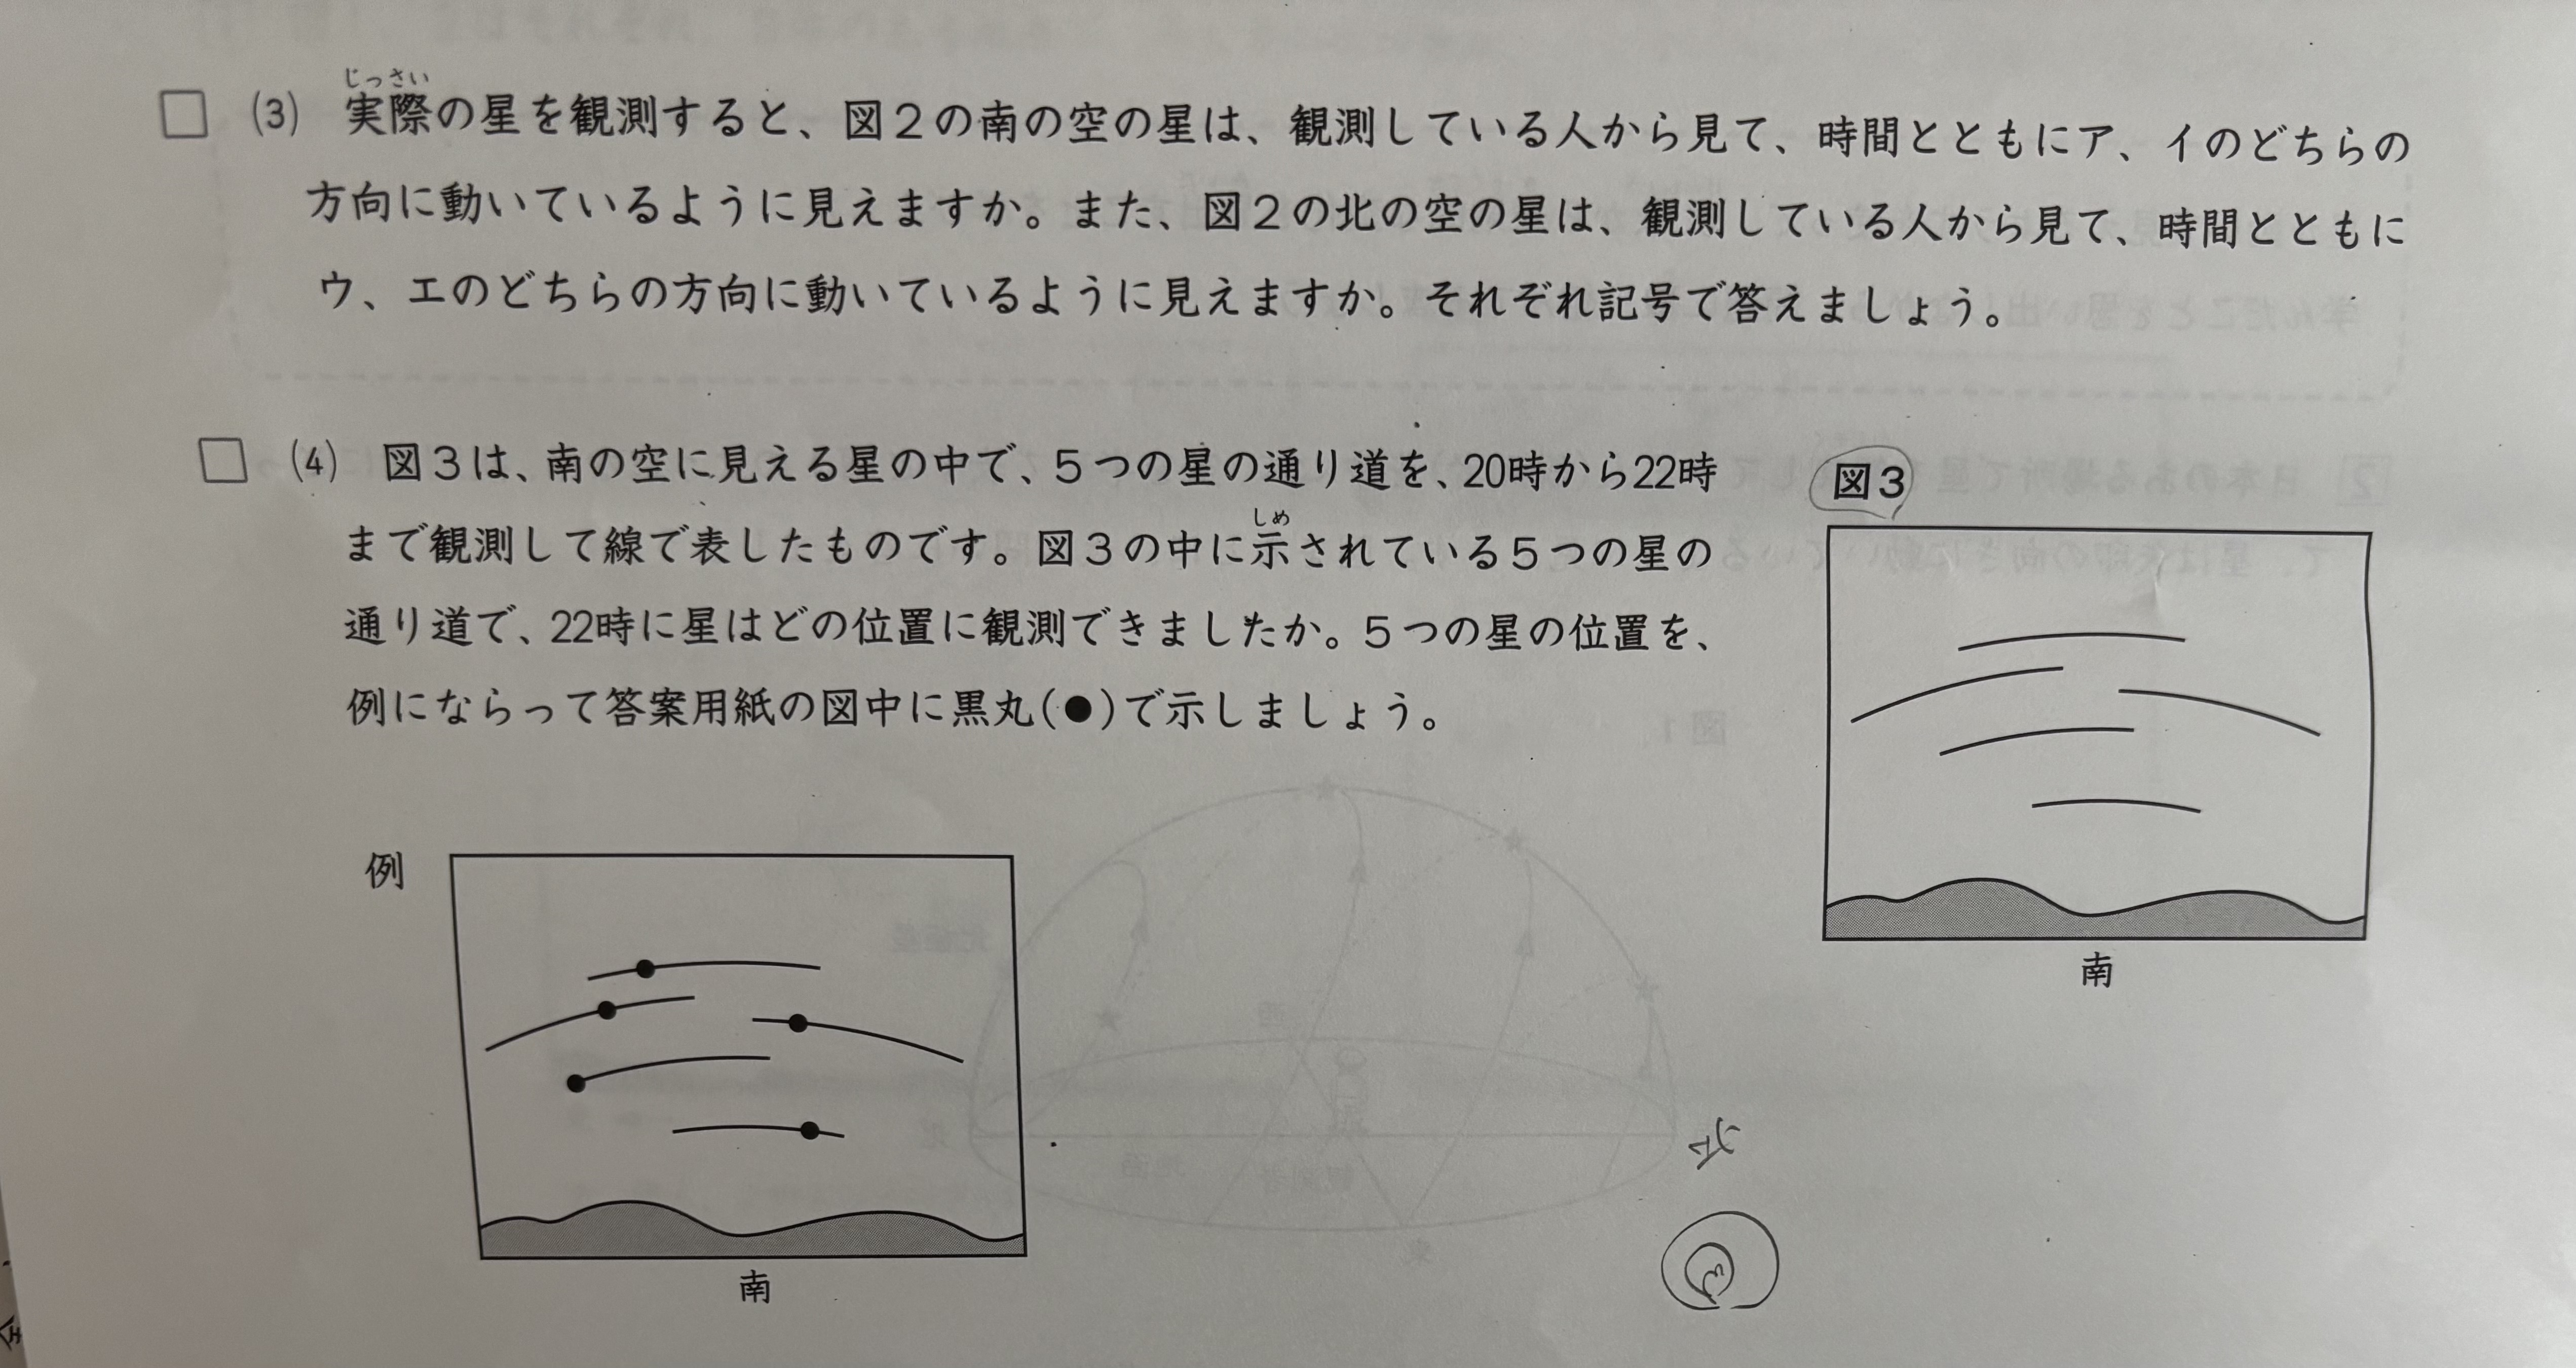 (3) 実際の星を観測すると、図2の南の空の星は、観測している人から見て、時間とともにア、イのどちらの
じっさい
方向に動いているように見えますか。また、図2の北の空の星は、観測している人から見て、時間とともに
ウ、エのどちらの方向に動いているように見えますか。それぞれ記号で答えましょう。
(4) 図3は、南の空に見える星の中で、5つの星の通り道を、20時から22時
まで観測して線で表したものです。図3の中に示されている5つの星の
しめ
通り道で、22時に星はどの位置に観測できましたか。5つの星の位置を、
例にならって答案用紙の図中に黒丸(●)で示しましょう。
図3
南
例
南